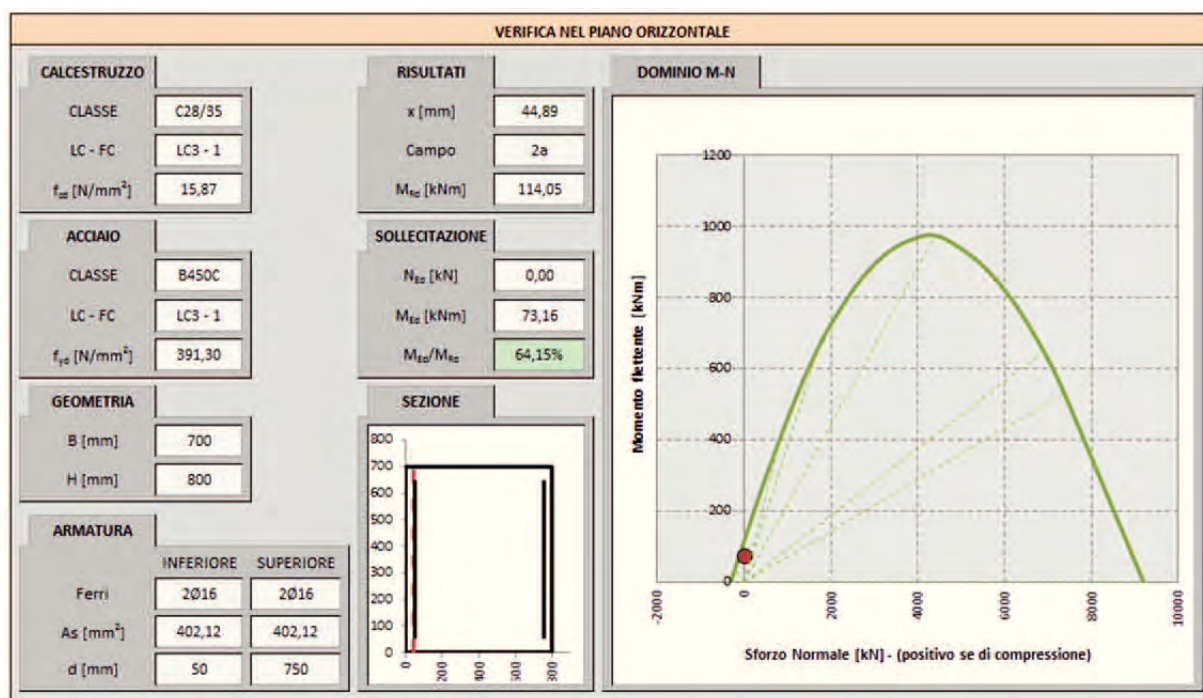 VERIFICA NEL PIANO ORIZZONTALE
CALCESTRUZZO
CLASSE C28/35
LC - FC LC3 - 1
fcd [N/mm²] 15,87
ACCIAIO
CLASSE B450C
LC - FC LC3 - 1
fyd [N/mm²] 391,30
GEOMETRIA
B [mm] 700
H [mm] 800
ARMATURA
INFERIORE SUPERIORE
Ferri 2Ø16 2Ø16
As [mm²] 402,12 402,12
d [mm] 50 750
RISULTATI
x [mm] 44,89
Campo 2a
MRd [kNm] 114,05
SOLLECITAZIONE
NEd [kN] 0,00
MEd [kNm] 73,16
MEd/MRd 64,15%
SEZIONE
800
700
600
500
400
300
200
100
0
0 200 400 600 800
DOMINIO M-N
Momento flettente [kNm]
1200
1000
800
600
400
200
0
-2000 0 2000 4000 6000 8000 10000
Sforzo Normale [kN] - (positivo se di compressione)